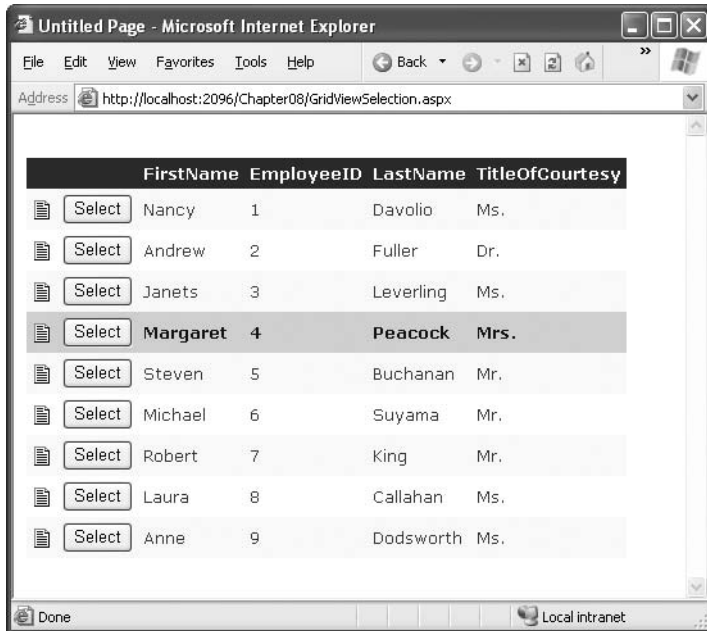 Untitled Page - Microsoft Internet Explorer
File Edit View Favorites Tools Help Back »
Address http://localhost:2096/Chapter08/GridViewSelection.aspx
FirstName EmployeeID LastName TitleOfCourtesy
Select Nancy 1 Davolio Ms.
Select Andrew 2 Fuller Dr.
Select Janets 3 Leverling Ms.
Select Margaret 4 Peacock Mrs.
Select Steven 5 Buchanan Mr.
Select Michael 6 Suyama Mr.
Select Robert 7 King Mr.
Select Laura 8 Callahan Ms.
Select Anne 9 Dodsworth Ms.
Done Local intranet